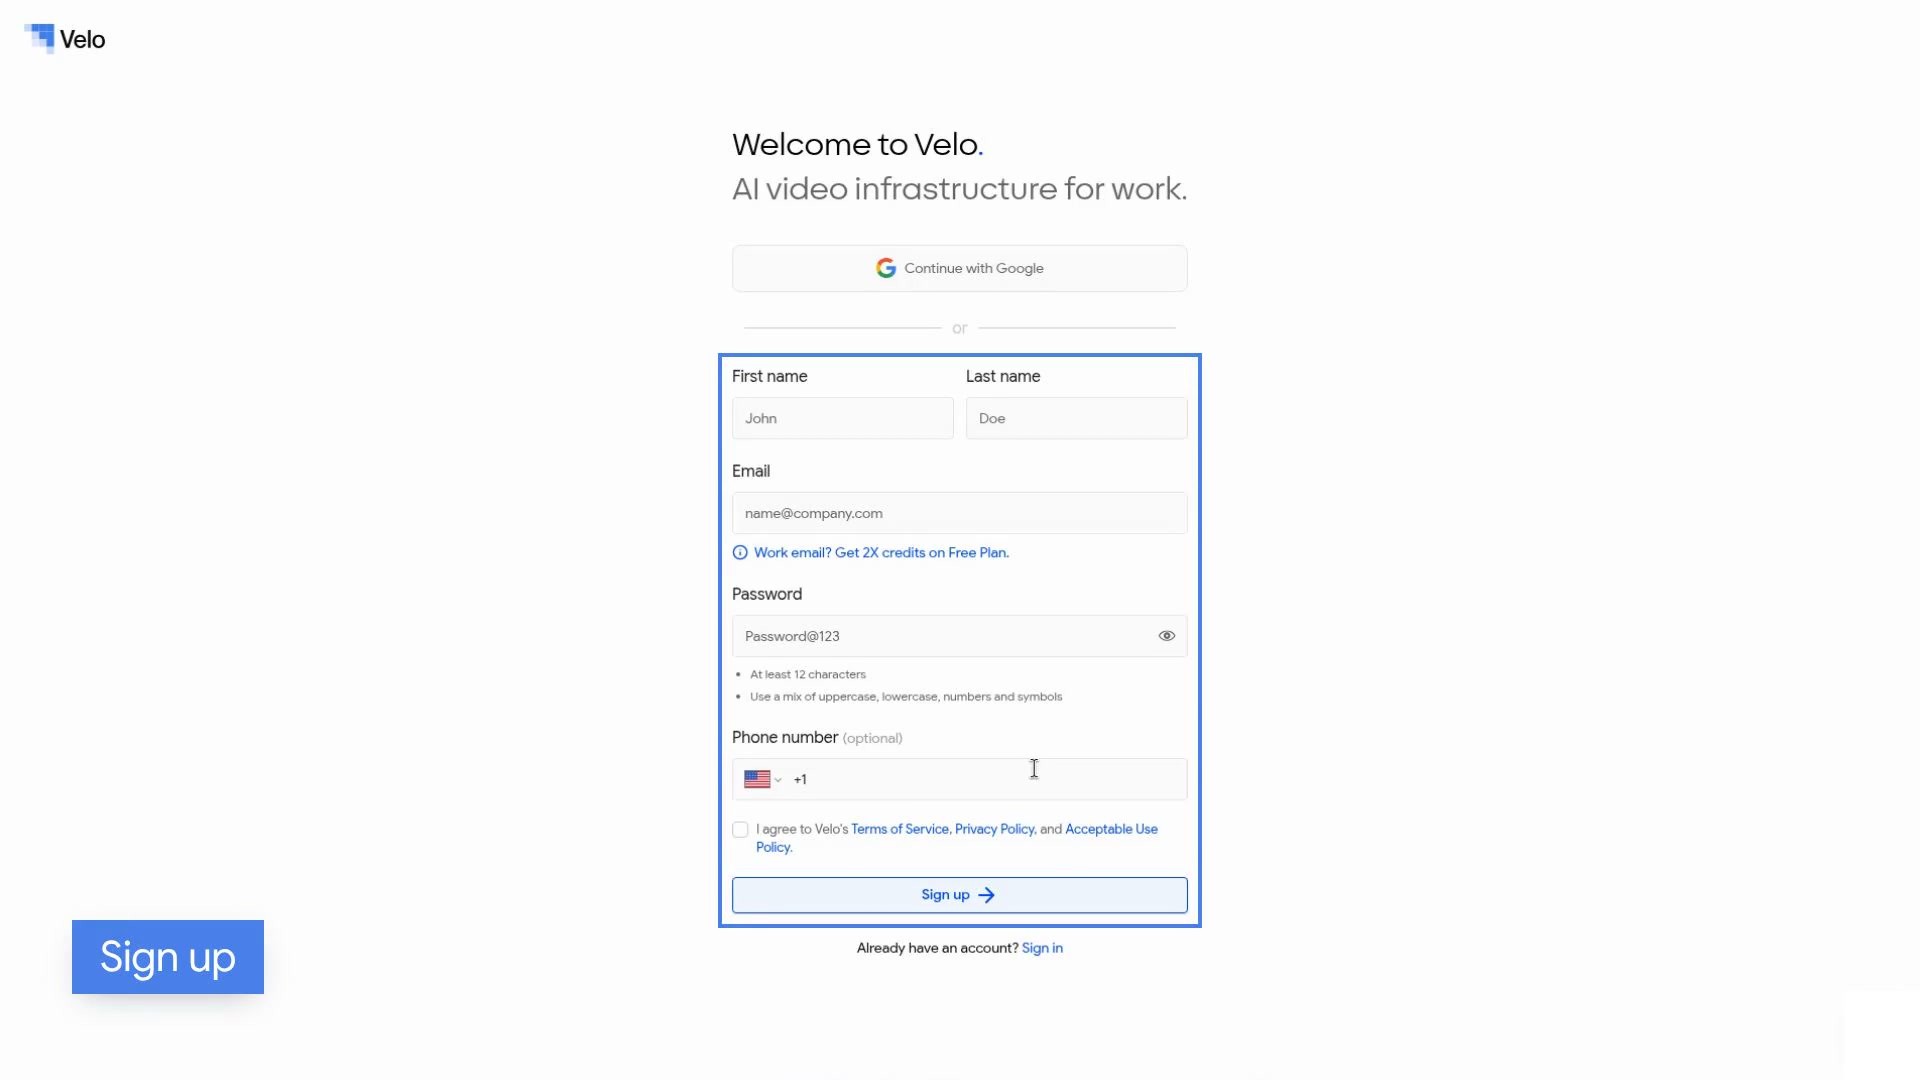 Velo
Welcome to Velo.
AI video infrastructure for work.
Continue with Google
or
First name
Last name
John
Doe
Email
name@company.com
Work email? Get 2X credits on Free Plan.
Password
Password@123
• At least 12 characters
• Use a mix of uppercase, lowercase, numbers and symbols
Phone number (optional)
+1
I agree to Velo's Terms of Service, Privacy Policy, and Acceptable Use
Policy.
Sign up
Already have an account? Sign in
Sign up